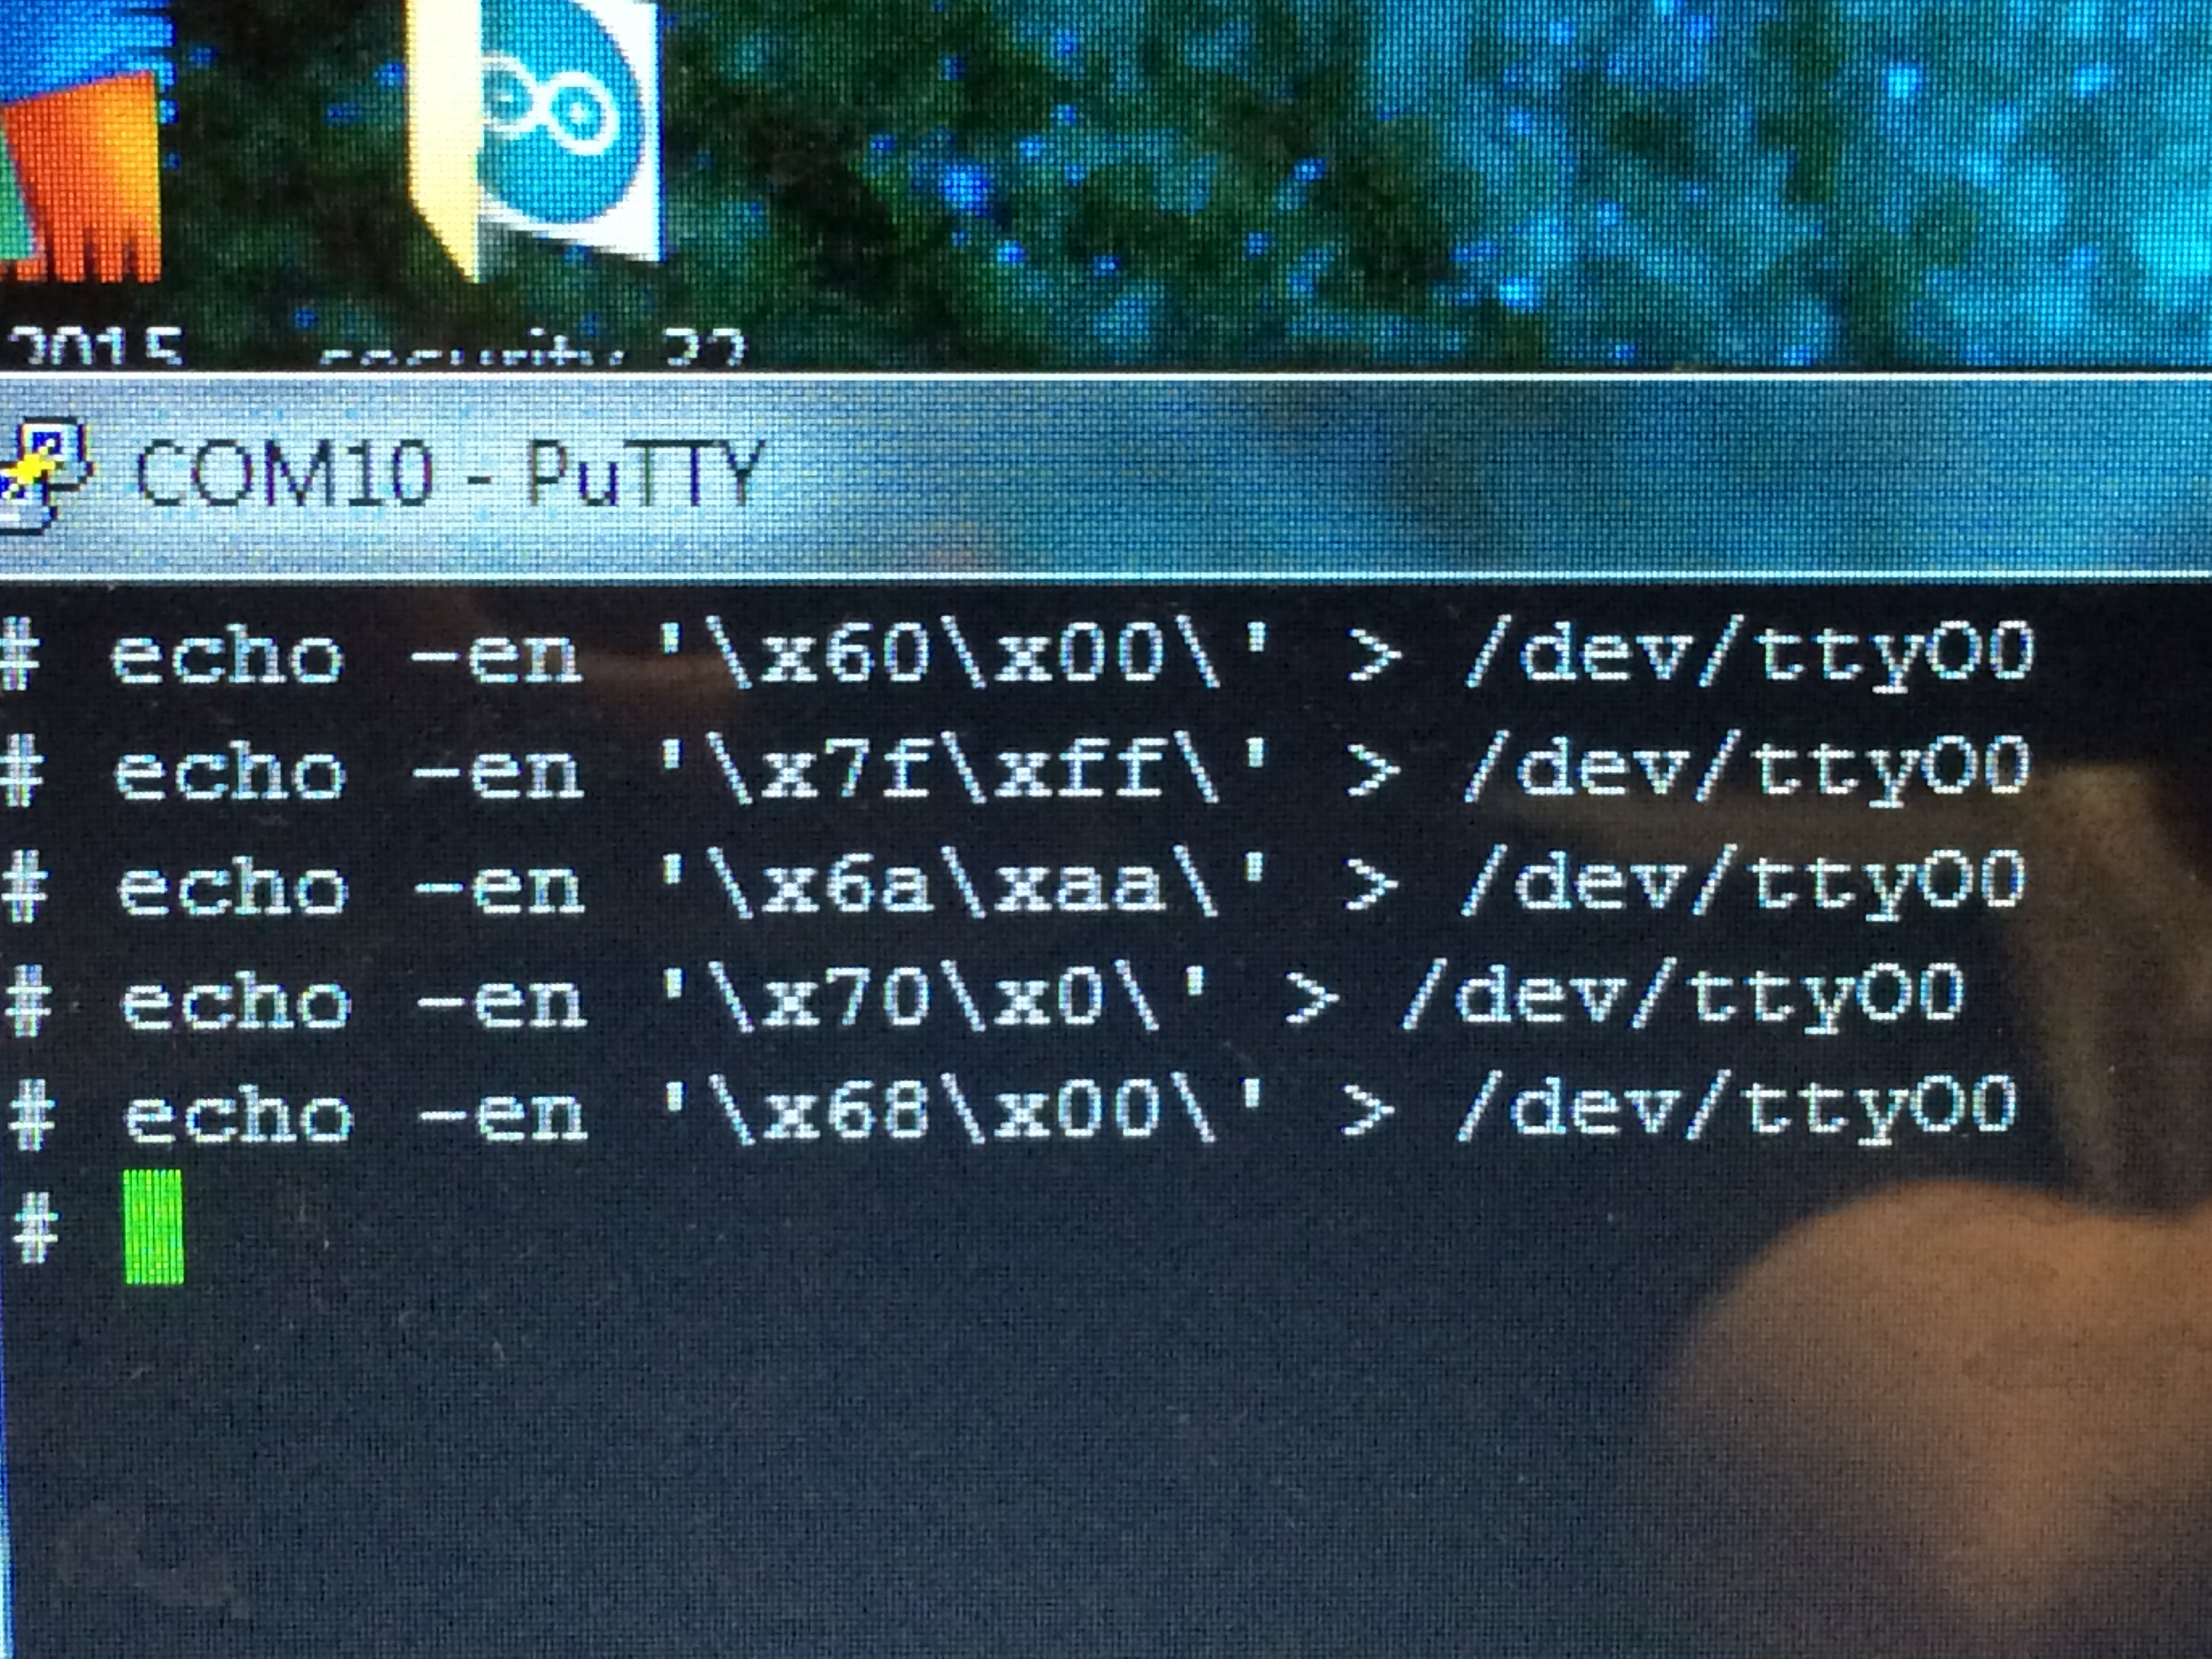 2015 security 32
COM10 - PuTTY
# echo -en '\x60\x00\' > /dev/ttyO0
# echo -en '\x7f\xff\' > /dev/ttyO0
# echo -en '\x6a\xaa\' > /dev/ttyO0
# echo -en '\x70\x0\' > /dev/ttyO0
# echo -en '\x68\x00\' > /dev/ttyO0
#